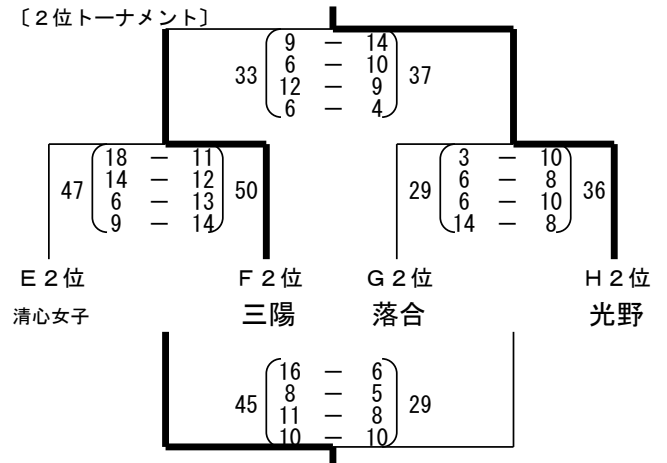 〔２位トーナメント〕
9 － 14
6 － 10
33 37
12 － 9
6 － 4
18 － 11 3 － 10
14 － 12 6 － 8
47 50 29 36
6 － 13 6 － 10
9 － 14 14 － 8
Ｅ２位 Ｆ２位 Ｇ２位 Ｈ２位
清心女子 三陽 落合 光野
16 － 6
8 － 5
45 29
11 － 8
10 － 10